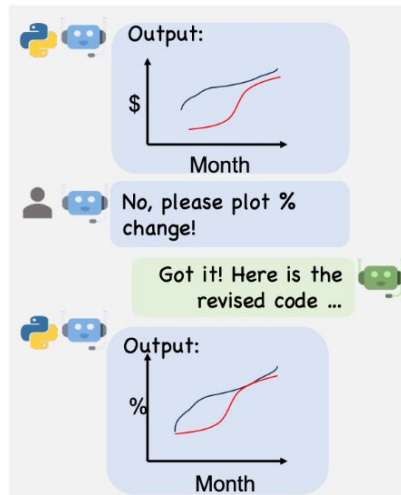 Output:
$
Month
No, please plot %
change!
Got it! Here is the
revised code ...
Output:
%
Month